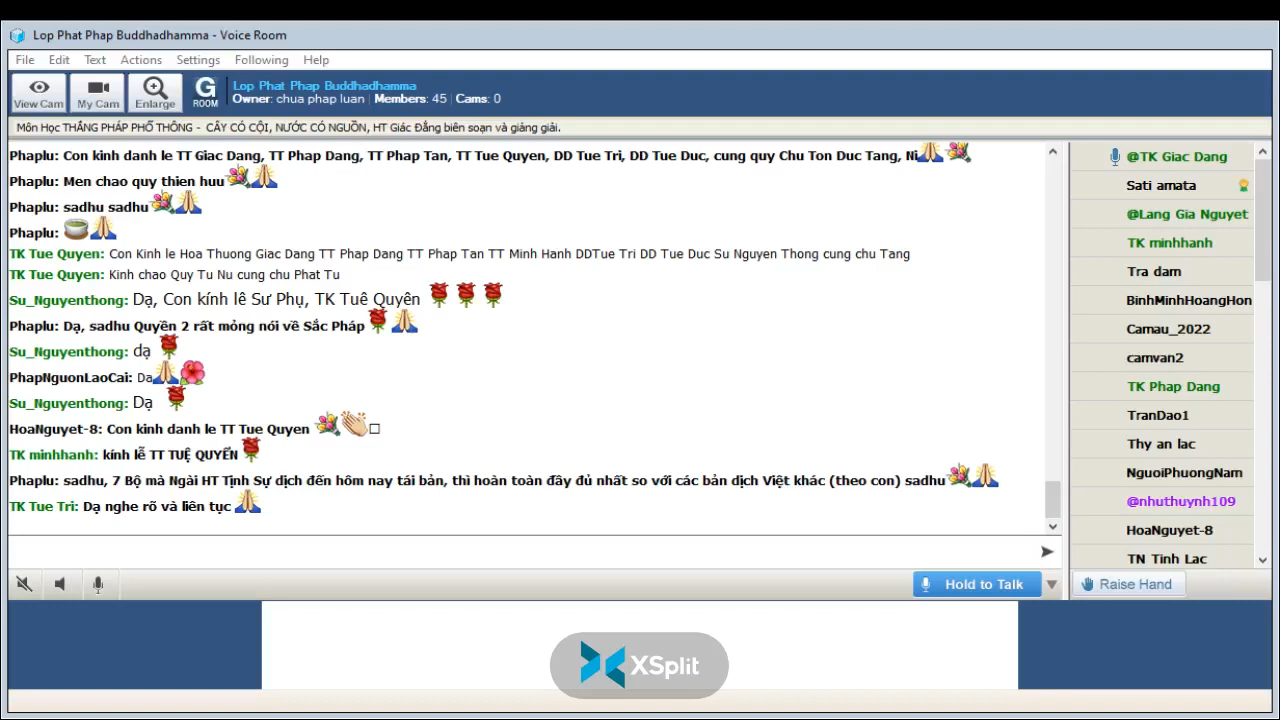 Lop Phat Phap Buddhadhamma - Voice Room
File Edit Text Actions Settings Following Help
View Cam My Cam Enlarge G ROOM
Lop Phat Phap Buddhadhamma
Owner: chua phap luan | Members: 45 | Cams: 0
Môn Học THẮNG PHÁP PHỔ THÔNG - CÂY CÓ CỘI, NƯỚC CÓ NGUỒN, HT Giác Đẳng biên soạn và giảng giải.
Phaplu: Con kinh danh le TT Giac Dang, TT Phap Dang, TT Phap Tan, TT Tue Quyen, DD Tue Tri, DD Tue Duc, cung quy Chu Ton Duc Tang, Ni
Phaplu: Men chao quy thien huu
Phaplu: sadhu sadhu
Phaplu:
TK Tue Quyen: Con Kinh le Hoa Thuong Giac Dang TT Phap Dang TT Phap Tan TT Minh Hanh DDTue Tri DD Tue Duc Su Nguyen Thong cung chu Tang
TK Tue Quyen: Kinh chao Quy Tu Nu cung chu Phat Tu
Su_Nguyenthong: Dạ, Con kính lê Sư Phụ, TK Tuê Quyên
Phaplu: Dạ, sadhu Quyền 2 rất mỏng nói về Sắc Pháp
Su_Nguyenthong: dạ
PhapNguonLaoCai: Da
Su_Nguyenthong: Dạ
HoaNguyet-8: Con kinh danh le TT Tue Quyen
TK minhhanh: kính lễ TT TUỆ QUYỀN
Phaplu: sadhu, 7 Bộ mà Ngài HT Tịnh Sự dịch đến hôm nay tái bản, thì hoàn toàn đầy đủ nhất so với các bản dịch Việt khác (theo con) sadhu
TK Tue Tri: Dạ nghe rõ và liên tục
@TK Giac Dang
Sati amata
@Lang Gia Nguyet
TK minhhanh
Tra dam
BinhMinhHoangHon
Camau_2022
camvan2
TK Phap Dang
TranDao1
Thy an lac
NguoiPhuongNam
@nhuthuynh109
HoaNguyet-8
TN Tinh Lac
Hold to Talk
Raise Hand
XSplit